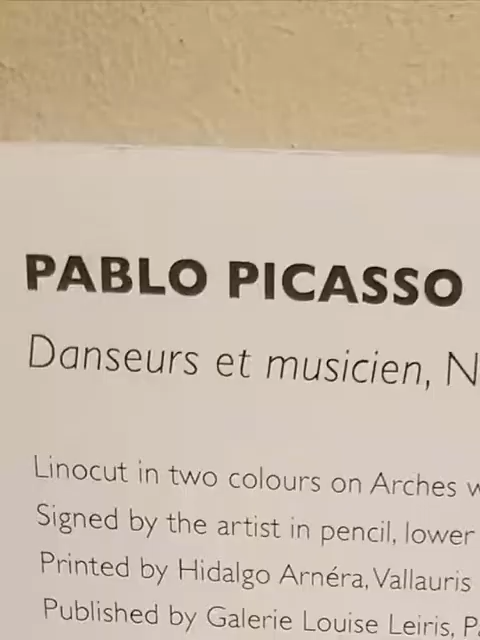 PABLO PICASSO
Danseurs et musicien,
Linocut in two colours on Arches
Signed by the artist in pencil, lower
Printed by Hidalgo Arnéra, Vallauris
Published by Galerie Louise Leiris,